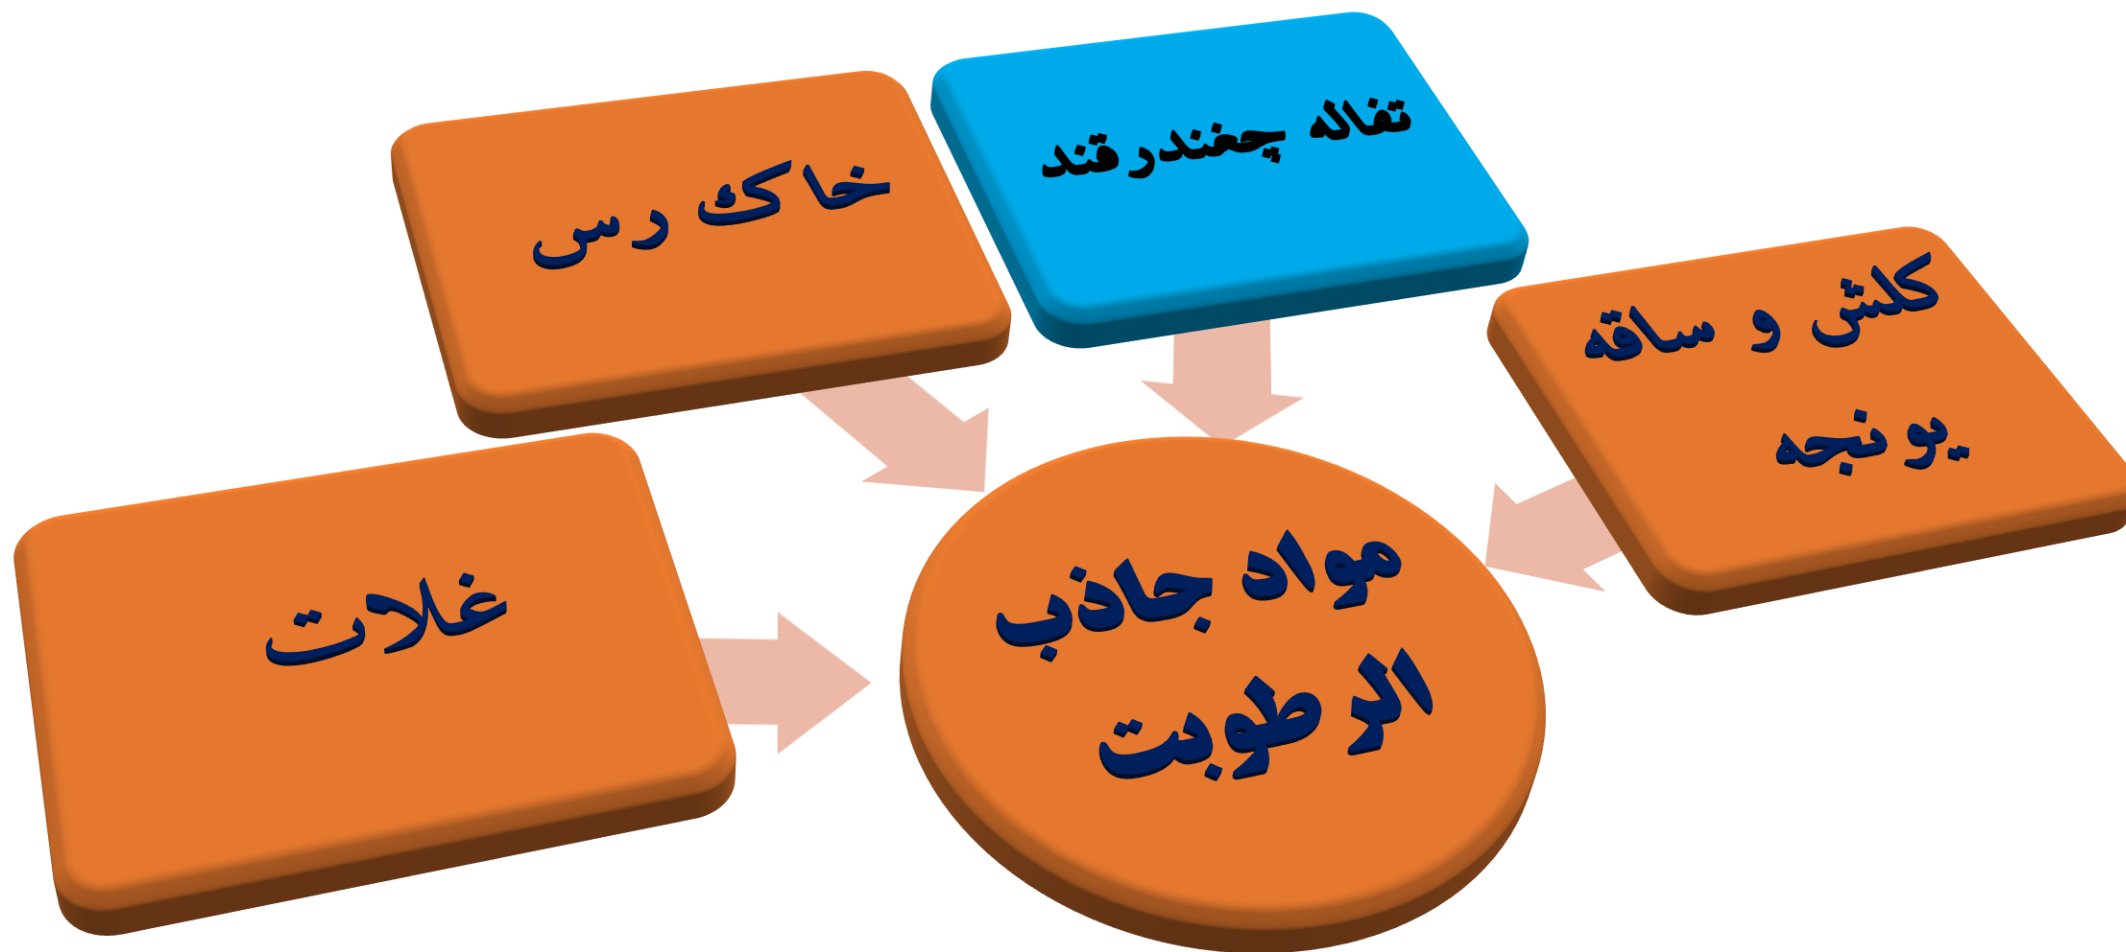 تفاله چغندرقند
خاک رس
کلش و ساقه
یونجه
غلات
مواد جاذب
الرطوبت